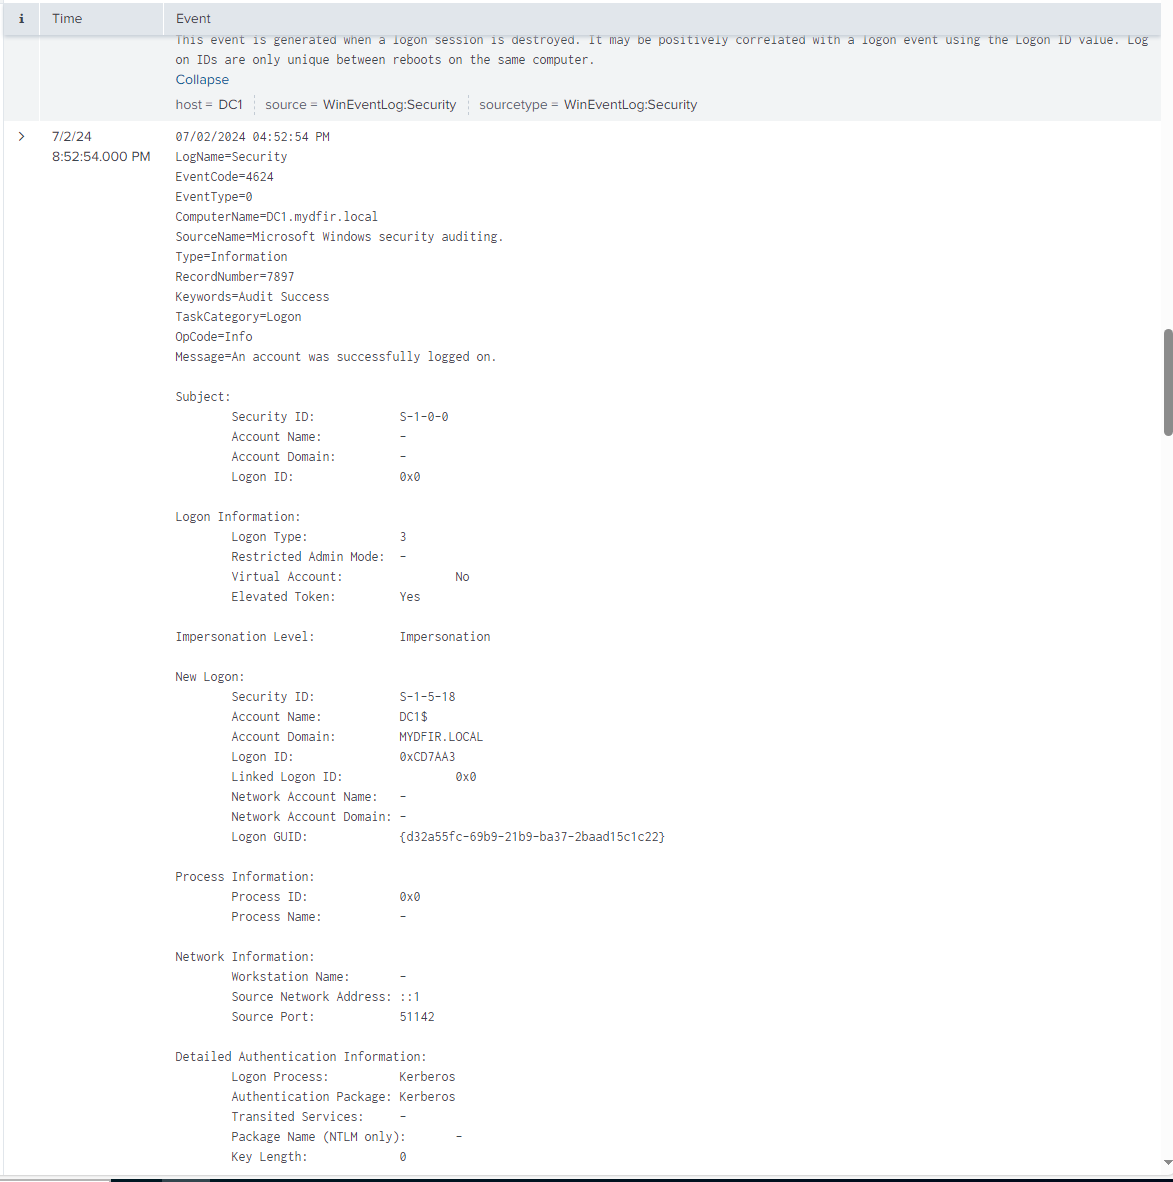 i Time Event
This event is generated when a logon session is destroyed. It may be positively correlated with a logon event using the Logon ID value. Log
on IDs are only unique between reboots on the same computer.
Collapse
host = DC1 source = WinEventLog:Security sourcetype = WinEventLog:Security
> 7/2/24 07/02/2024 04:52:54 PM
8:52:54.000 PM LogName=Security
EventCode=4624
EventType=0
ComputerName=DC1.mydfir.local
SourceName=Microsoft Windows security auditing.
Type=Information
RecordNumber=7897
Keywords=Audit Success
TaskCategory=Logon
OpCode=Info
Message=An account was successfully logged on.
Subject:
Security ID: S-1-0-0
Account Name: -
Account Domain: -
Logon ID: 0x0
Logon Information:
Logon Type: 3
Restricted Admin Mode: -
Virtual Account: No
Elevated Token: Yes
Impersonation Level: Impersonation
New Logon:
Security ID: S-1-5-18
Account Name: DC1$
Account Domain: MYDFIR.LOCAL
Logon ID: 0xCD7AA3
Linked Logon ID: 0x0
Network Account Name: -
Network Account Domain: -
Logon GUID: {d32a55fc-69b9-21b9-ba37-2baad15c1c22}
Process Information:
Process ID: 0x0
Process Name: -
Network Information:
Workstation Name: -
Source Network Address: ::1
Source Port: 51142
Detailed Authentication Information:
Logon Process: Kerberos
Authentication Package: Kerberos
Transited Services: -
Package Name (NTLM only): -
Key Length: 0